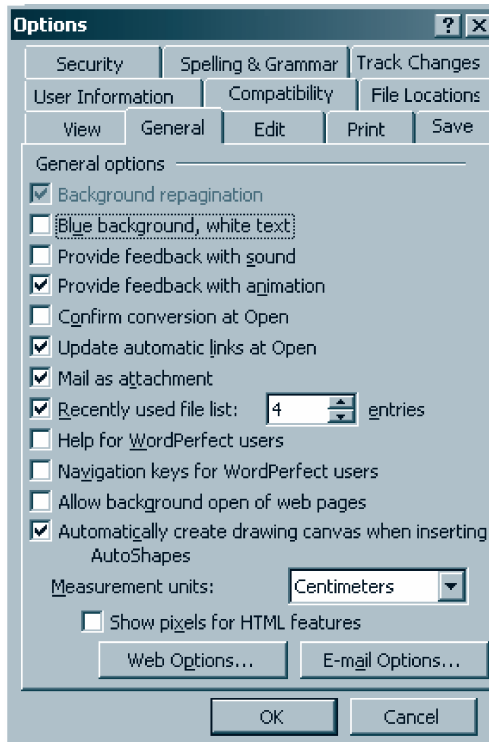 Options ? X
Security Spelling & Grammar Track Changes
User Information Compatibility File Locations
View General Edit Print Save
General options
Background repagination
Blue background, white text
Provide feedback with sound
Provide feedback with animation
Confirm conversion at Open
Update automatic links at Open
Mail as attachment
Recently used file list: 4 entries
Help for WordPerfect users
Navigation keys for WordPerfect users
Allow background open of web pages
Automatically create drawing canvas when inserting
AutoShapes
Measurement units: Centimeters
Show pixels for HTML features
Web Options... E-mail Options...
OK Cancel